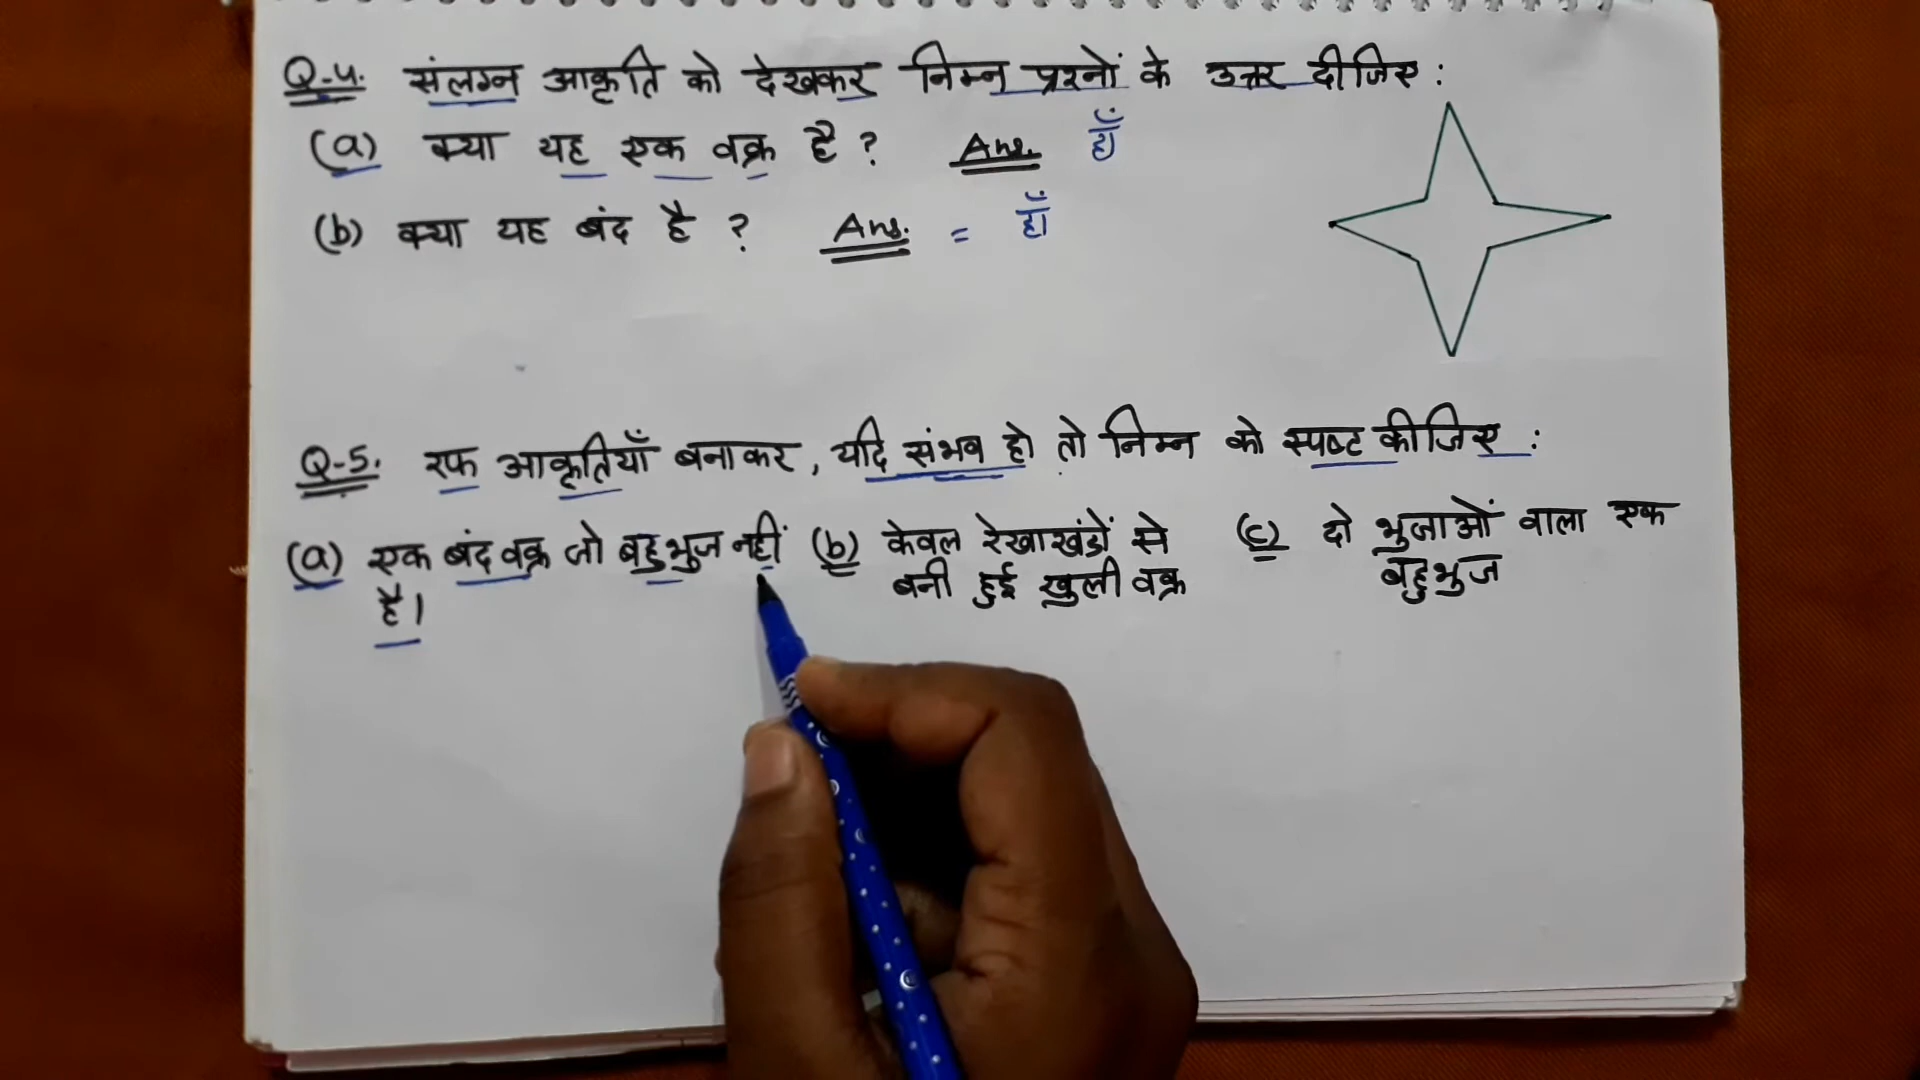 Q-4. संलग्न आकृति को देखकर निम्न प्रश्नों के उत्तर दीजिए :
(a) क्या यह एक वक्र है ? Ans. हाँ
(b) क्या यह बंद है ? Ans. = हाँ
Q-5. रफ आकृतियाँ बनाकर, यदि संभव हो तो निम्न को स्पष्ट कीजिए :
(a) एक बंद वक्र जो बहुभुज नहीं है।
(b) केवल रेखाखंडों से बनी हुई खुली वक्र
(c) दो भुजाओं वाला एक बहुभुज